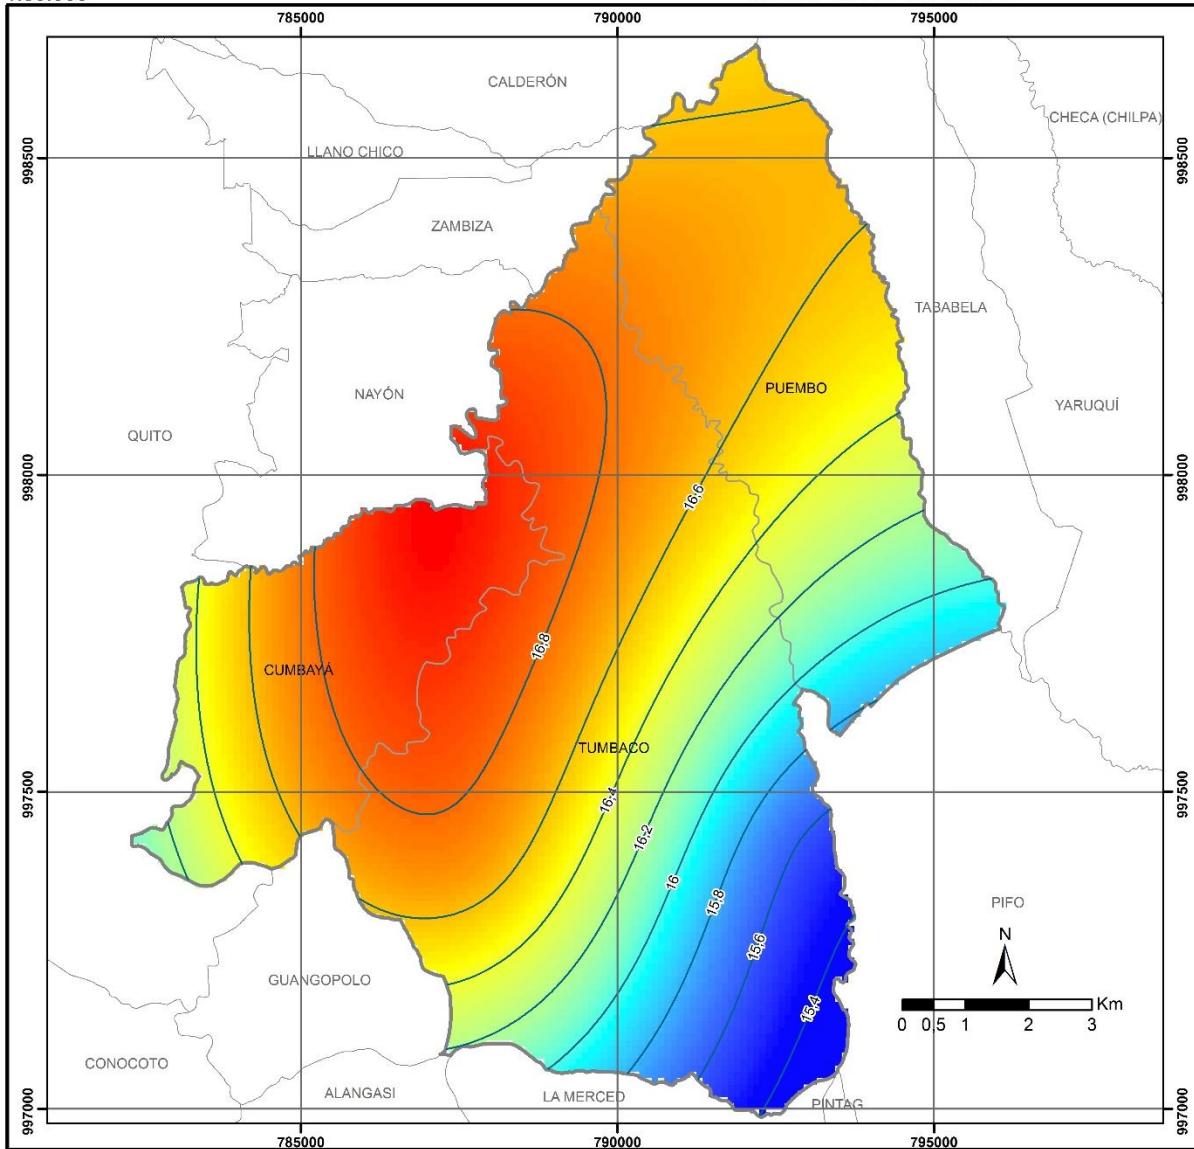 785000 790000 795000
CALDERÓN
CHECA (CHILPA)
998500
LLANO CHICO
998500
ZAMBIZA
TABABELA
NAYÓN
PUEMBO
YARUQUÍ
QUITO
998000
16,6
998000
16,8
CUMBAYÁ
TUMBACO
997500
16,4
997500
16,2
16
15,8
PIFO
15,6
N
GUANGOPOLO
15,4
Km
0 0,5 1 2 3
CONOCOTO
ALANGASI
LA MERCED
PINTAG
997000
997000
785000 790000 795000